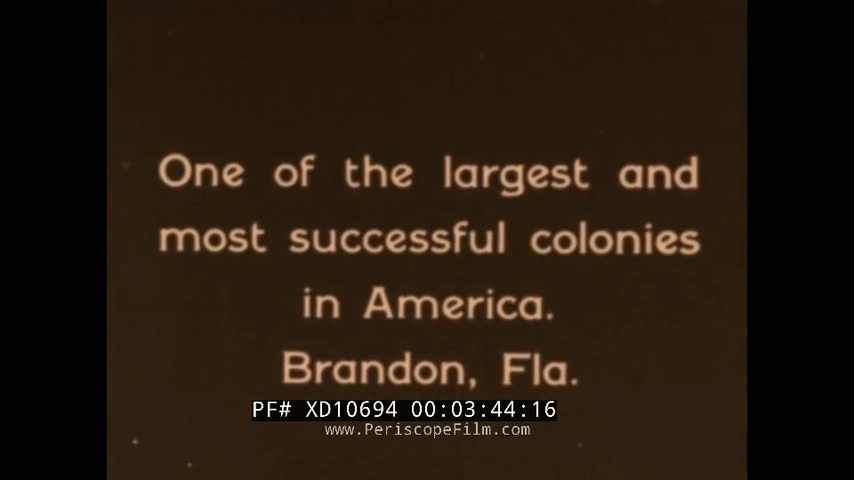 One of the largest and
most successful colonies
in America.
Brandon, Fla.
PF# XD10694 00:03:44:16
www.PeriscopeFilm.com